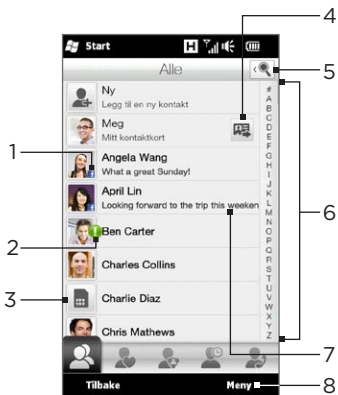 Start
H
Alle
Ny
Legg til en ny kontakt
Meg
Mitt kontaktkort
Angela Wang
What a great Sunday!
April Lin
Looking forward to the trip this weeken
Ben Carter
Charles Collins
Charlie Diaz
Chris Mathews
#
A
B
C
D
E
F
G
H
I
J
K
L
M
N
O
P
Q
R
S
T
U
V
W
X
Y
Z
Tilbake
Meny
1
2
3
4
5
6
7
8